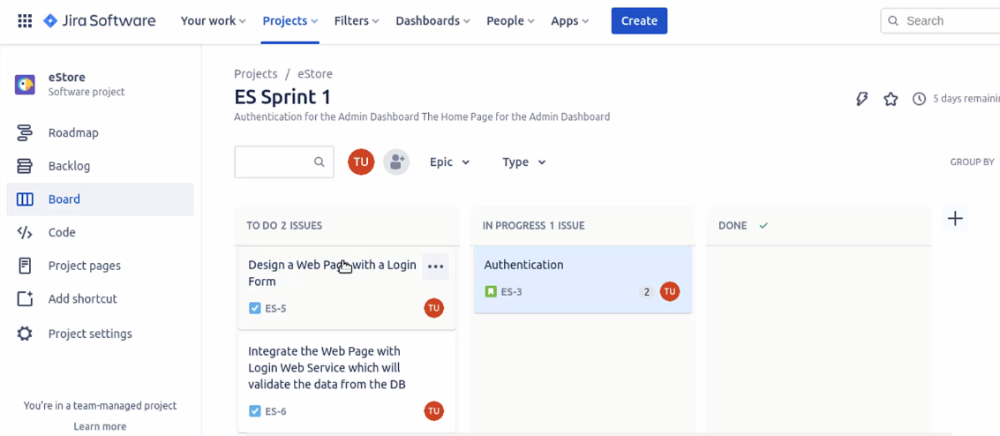 Jira Software
Your work
Projects
Filters
Dashboards
People
Apps
Create
Search
eStore
Software project
Roadmap
Backlog
Board
Code
Project pages
Add shortcut
Project settings
You're in a team-managed project
Learn more
Projects / eStore
ES Sprint 1
Authentication for the Admin Dashboard The Home Page for the Admin Dashboard
5 days remainin
TU
Epic
Type
GROUP BY
TO DO 2 ISSUES
Design a Web Page with a Login
Form
ES-5
TU
Integrate the Web Page with
Login Web Service which will
validate the data from the DB
ES-6
TU
IN PROGRESS 1 ISSUE
Authentication
ES-3
2
TU
DONE